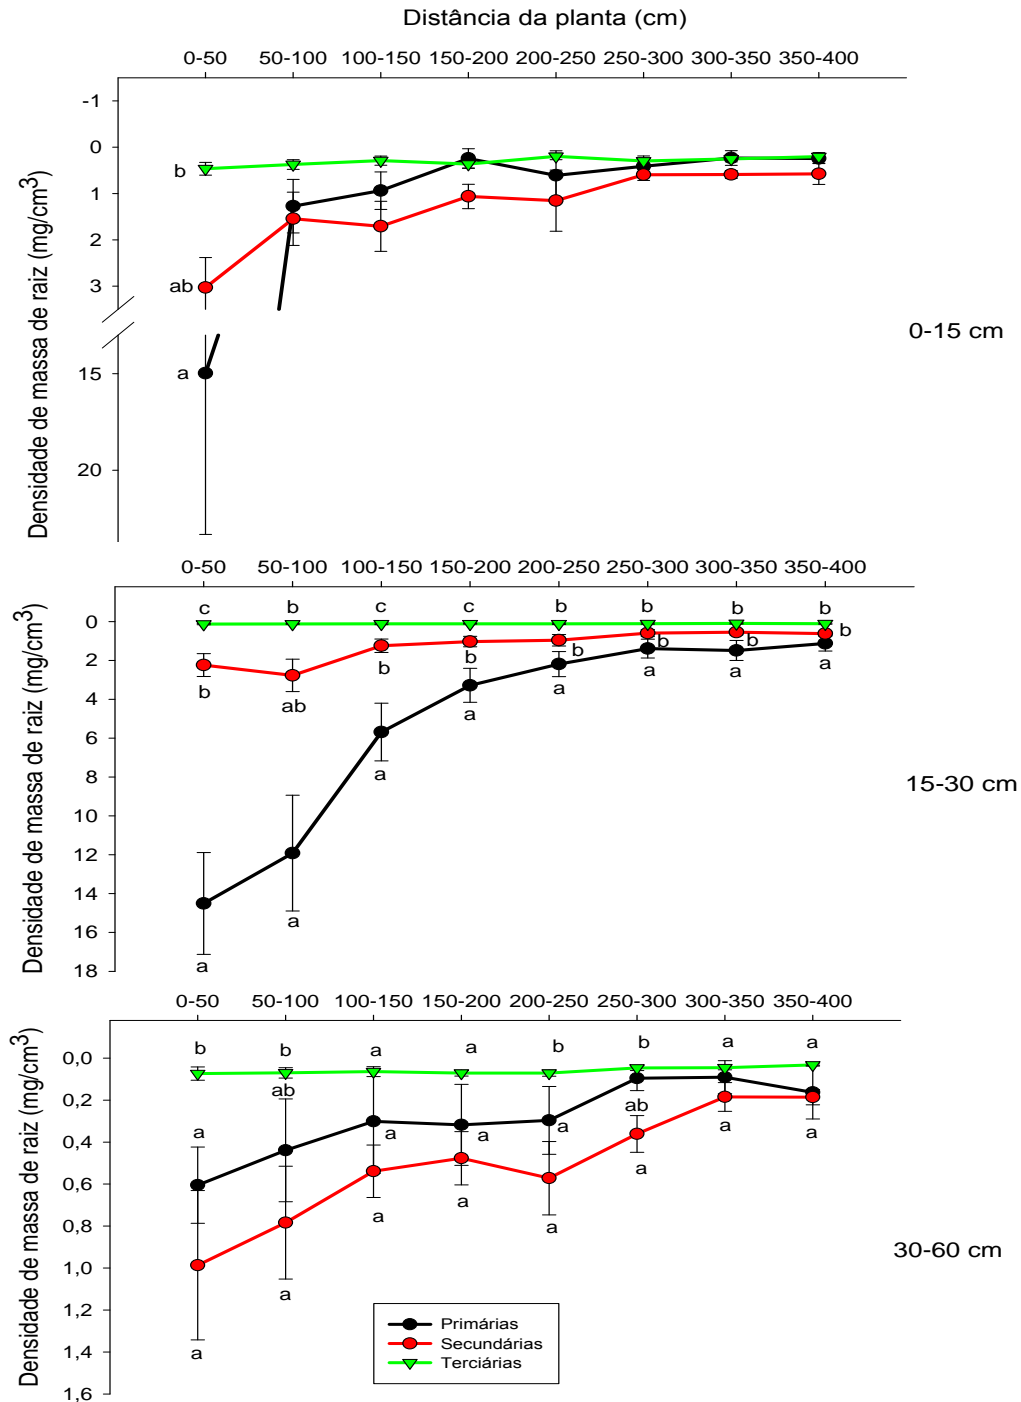 Distância da planta (cm)
0-50 50-100 100-150 150-200 200-250 250-300 300-350 350-400
Densidade de massa de raiz (mg/cm³)
-1
0
1
2
3
15
20
b
ab
a
0-15 cm
0-50 50-100 100-150 150-200 200-250 250-300 300-350 350-400
Densidade de massa de raiz (mg/cm³)
0
2
4
6
8
10
12
14
16
18
c b c c b b b b
b ab b b b b b b
a a a a a a a a
15-30 cm
0-50 50-100 100-150 150-200 200-250 250-300 300-350 350-400
Densidade de massa de raiz (mg/cm³)
0,0
0,2
0,4
0,6
0,8
1,0
1,2
1,4
1,6
b b a a b b a a
a ab a a a ab a a
a a a a a a
30-60 cm
Primárias
Secundárias
Terciárias